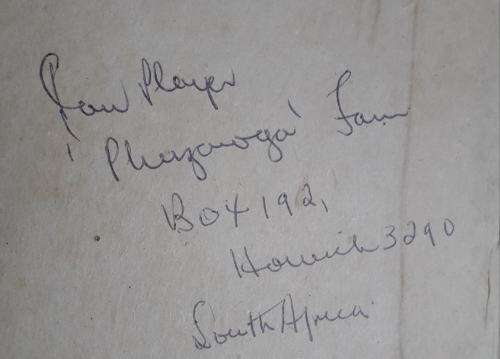 Ian Player
'Phuzamoya' Farm
Box 192,
Howick 3290
South Africa